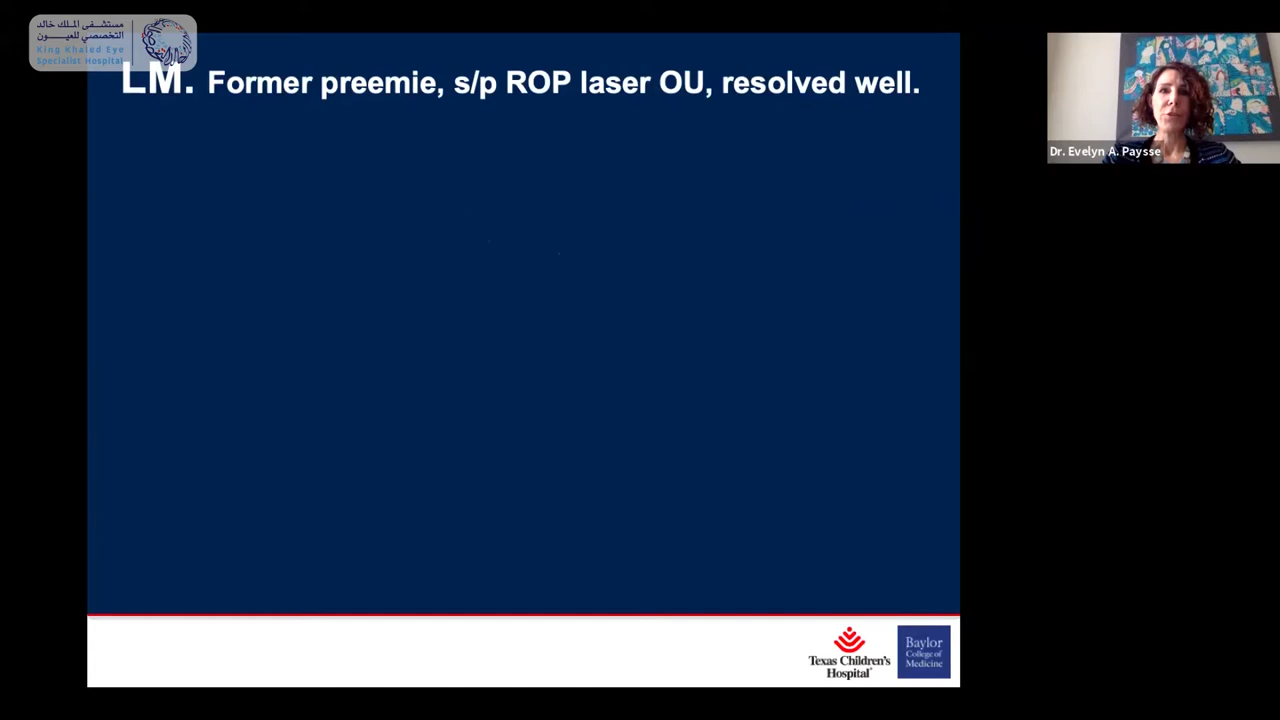 مستشفى الملك خالد
التخصصي للعيون
King Khaled Eye
Specialist Hospital
LM. Former preemie, s/p ROP laser OU, resolved well.
Dr. Evelyn A. Paysse
Texas Children's
Hospital
Baylor
College of
Medicine